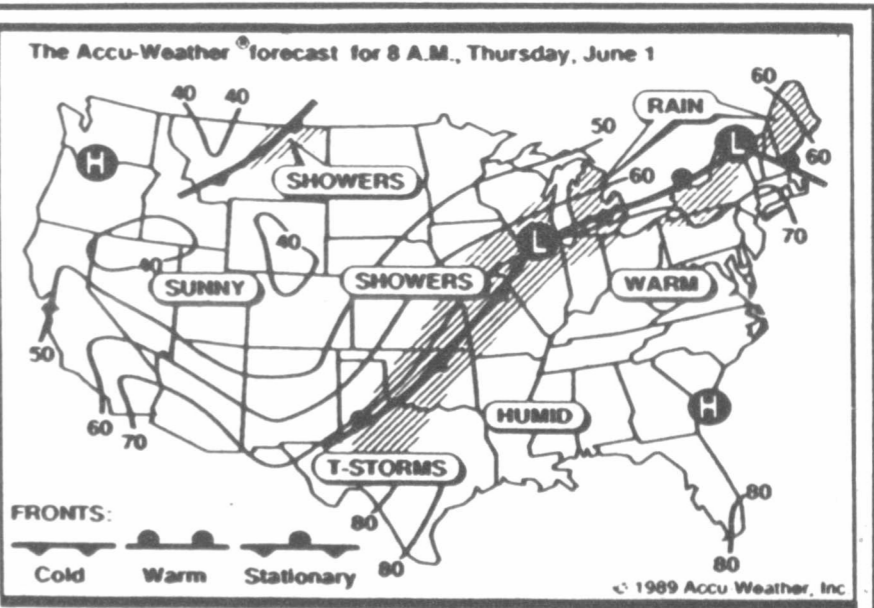 The Accu-Weather ® forecast for 8 A.M., Thursday, June 1
60
40 40
RAIN
H
L
50
60
SHOWERS
60
70
40
L
40
SUNNY
SHOWERS
WARM
50
H
HUMID
60
70
T-STORMS
80
80
80
80
FRONTS:
Cold Warm Stationary
© 1989 Accu Weather, Inc